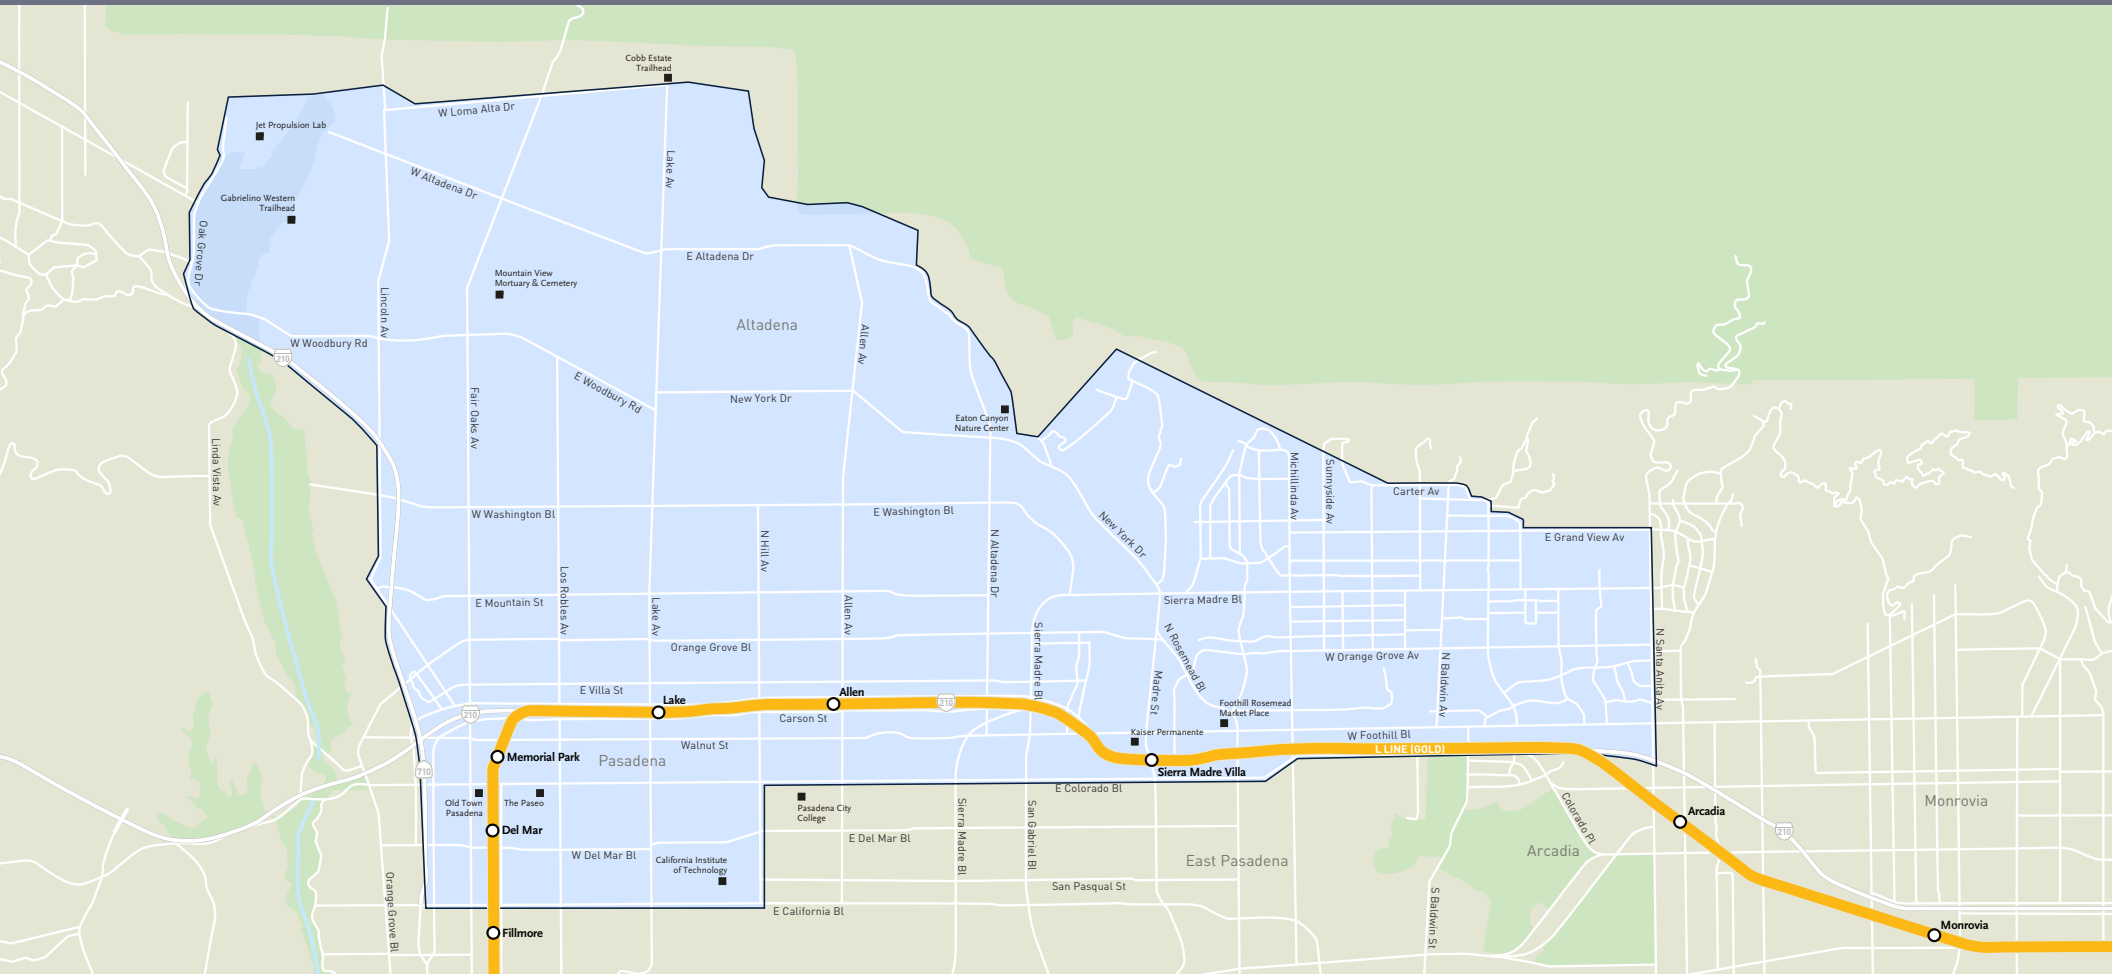 Cobb Estate
Trailhead
W Loma Alta Dr
Jet Propulsion Lab
Lake Av
W Altadena Dr
Gabrielino Western
Trailhead
Oak Grove Dr
E Altadena Dr
Mountain View
Mortuary & Cemetery
Lincoln Av
Altadena
Allen Av
W Woodbury Rd
210
E Woodbury Rd
New York Dr
Fair Oaks Av
Eaton Canyon
Nature Center
Linda Vista Av
Michillinda Av
Sunnyside Av
Carter Av
W Washington Bl
E Washington Bl
New York Dr
N Hill Av
N Altadena Dr
E Grand View Av
Los Robles Av
E Mountain St
Lake Av
Allen Av
Sierra Madre Bl
Sierra Madre Bl
N Rosemead Bl
N Santa Anita Av
Orange Grove Bl
W Orange Grove Av
N Baldwin Av
Madre St
E Villa St
Lake
Allen
210
210
Carson St
Foothill Rosemead
Market Place
Kaiser Permanente
W Foothill Bl
L LINE (GOLD)
Walnut St
Memorial Park
Pasadena
710
Sierra Madre Villa
E Colorado Bl
Old Town
Pasadena
The Paseo
Pasadena City
College
Sierra Madre Bl
San Gabriel Bl
Colorado Pl
Monrovia
Arcadia
210
Del Mar
E Del Mar Bl
W Del Mar Bl
California Institute
of Technology
East Pasadena
Arcadia
Orange Grove Bl
San Pasqual St
S Baldwin St
E California Bl
Fillmore
Monrovia